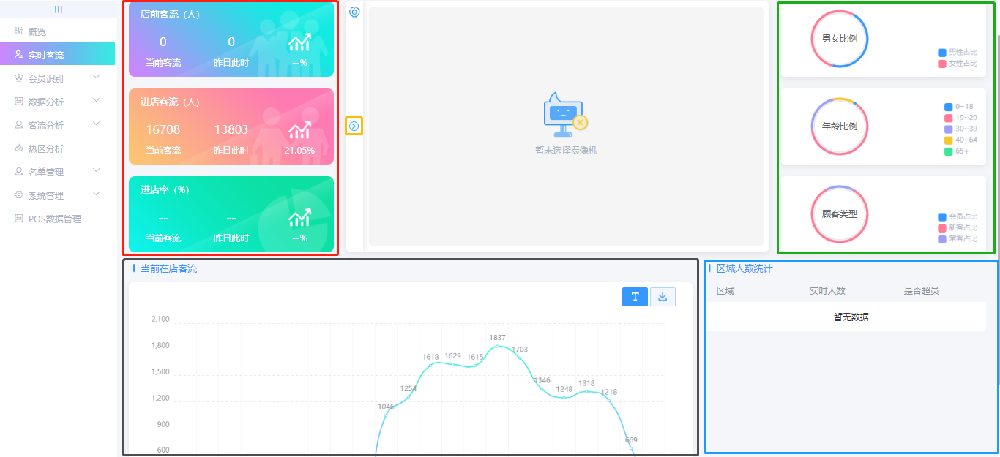 概览
实时客流
会员识别
数据分析
客流分析
热区分析
名单管理
系统管理
POS数据管理
店前客流（人）
0 0
当前客流 昨日此时 --%
进店客流（人）
16708 13803
当前客流 昨日此时 21.05%
进店率（%）
-- --
当前客流 昨日此时 --%
暂未选择摄像机
男女比例
男性占比
女性占比
年龄比例
0~18
19~29
30~39
40~64
65+
顾客类型
会员占比
新客占比
常客占比
当前在店客流
T
2,100
1,800
1,500
1,200
900
600
1046
1254
1618
1629
1615
1837
1703
1346
1248
1318
1218
669
区域人数统计
区域 实时人数 是否超员
暂无数据